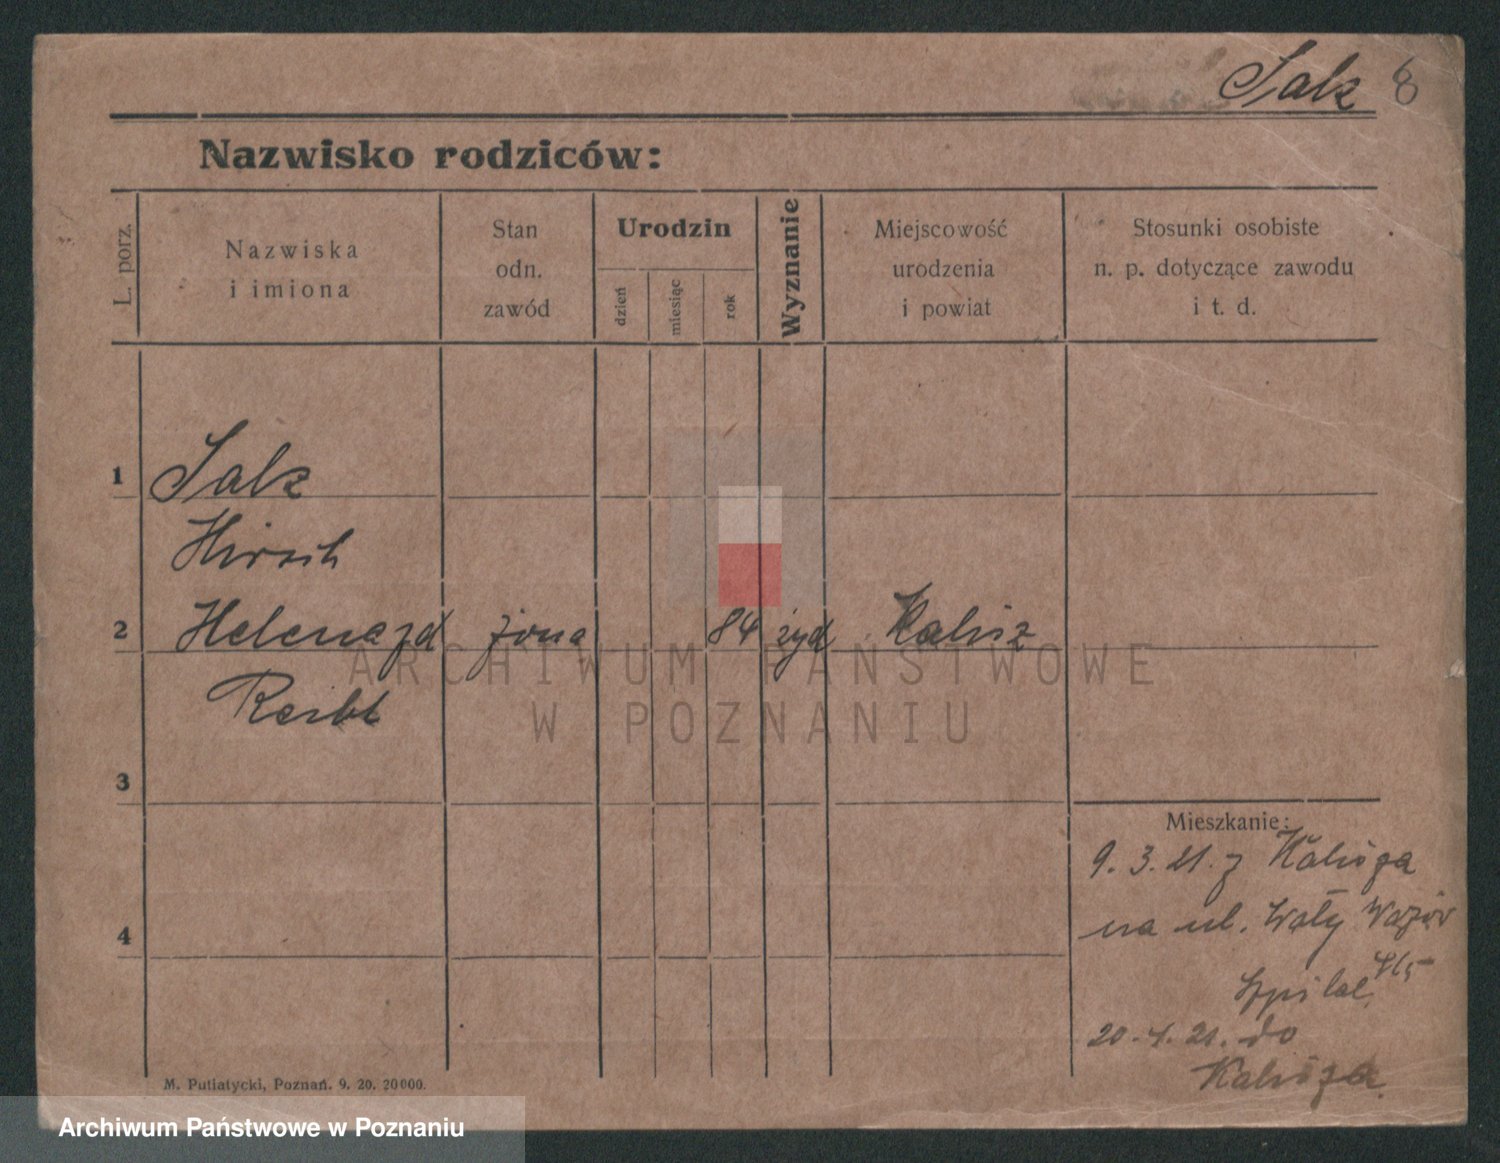 Salz 8
Nazwisko rodziców:
L. porz.
Nazwiska
i imiona
Stan
odn.
zawód
Urodzin
dzień
miesiąc
rok
Wyznanie
Miejscowość
urodzenia
i powiat
Stosunki osobiste
n. p. dotyczące zawodu
i t. d.
1 Salz
Hirsch
2 Helena zd żona 84 żyd Kalisz
3
Mieszkanie:
9. 3. 21. z Kalisza
na ul. Wały
4
Szpital.
20. 4. 21. do
Kalisza.
M. Putiatycki, Poznań. 9. 20. 20000.
ARCHIWUM PAŃSTWOWE
W POZNANIU
Archiwum Państwowe w Poznaniu